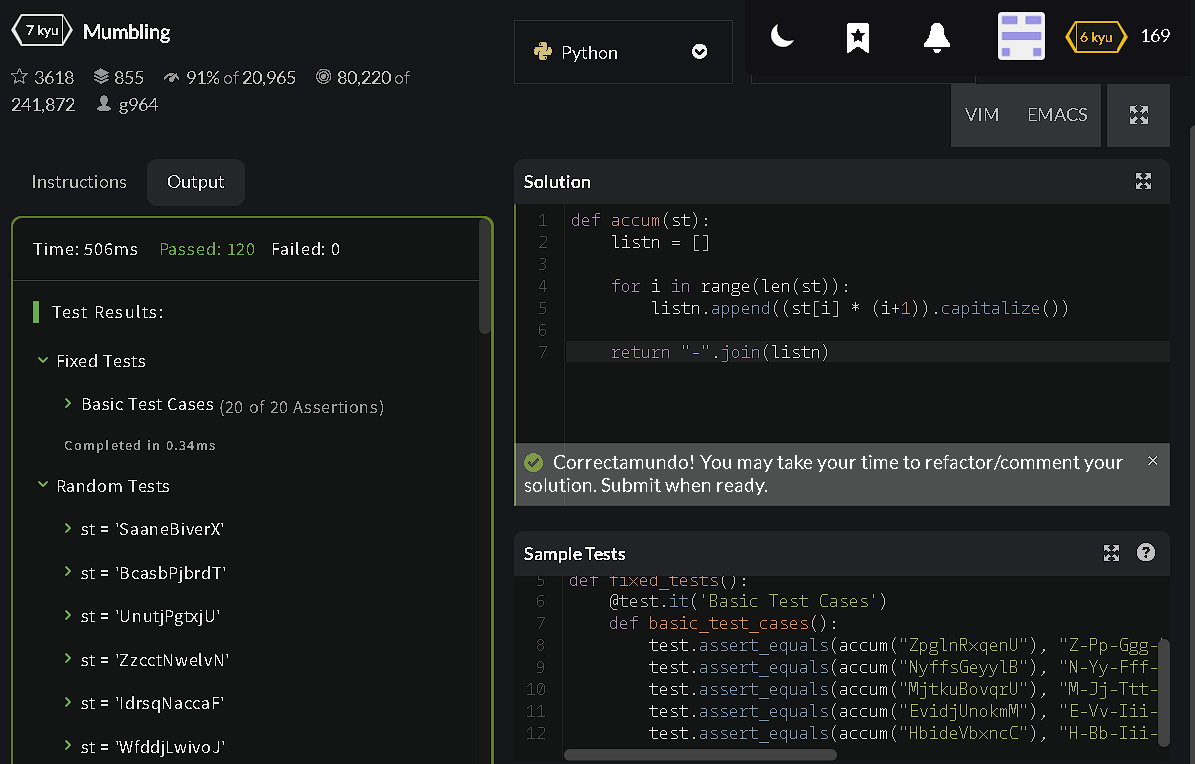 7 kyu Mumbling
3618 855 91% of 20,965 80,220 of
241,872 g964
Python
6 kyu 169
VIM EMACS
Instructions Output
Time: 506ms Passed: 120 Failed: 0
Test Results:
Fixed Tests
Basic Test Cases (20 of 20 Assertions)
Completed in 0.34ms
Random Tests
st = 'SaaneBiverX'
st = 'BcasbPjbrdT'
st = 'UnutjPgtxjU'
st = 'ZzcctNwelvN'
st = 'IdrsqNaccaF'
st = 'WfddjLwivoJ'
Solution
1 def accum(st):
2 listn = []
3
4 for i in range(len(st)):
5 listn.append((st[i] * (i+1)).capitalize())
6
7 return "-".join(listn)
Correctamundo! You may take your time to refactor/comment your
solution. Submit when ready.
Sample Tests
5 def fixed_tests():
6 @test.it('Basic Test Cases')
7 def basic_test_cases():
8 test.assert_equals(accum("ZpglnRxqenU"), "Z-Pp-Ggg-
9 test.assert_equals(accum("NyffsGeyylB"), "N-Yy-Fff-
10 test.assert_equals(accum("MjtkuBovqrU"), "M-Jj-Ttt-
11 test.assert_equals(accum("EvidjUnokmM"), "E-Vv-Iii-
12 test.assert_equals(accum("HbideVbxncC"), "H-Bb-Iii-